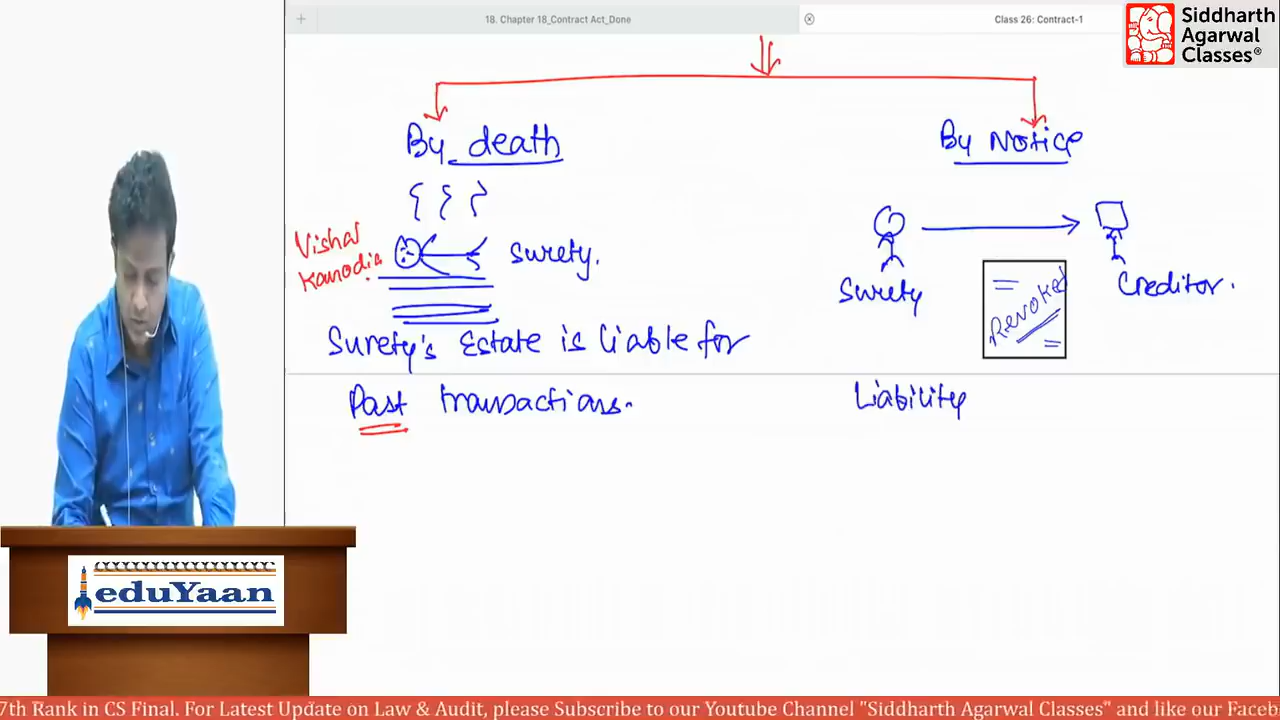 18. Chapter 18_Contract Act_Done
Class 26: Contract-1
Siddharth
Agarwal
Classes®
By death
By Notice
Vishal
Kanodia
Surety.
Surety
Revoked
Creditor.
Surety's Estate is liable for
Past transactions.
Liability
eduYaan
7th Rank in CS Final. For Latest Update on Law & Audit, please Subscribe to our Youtube Channel "Siddharth Agarwal Classes" and like our Faceb